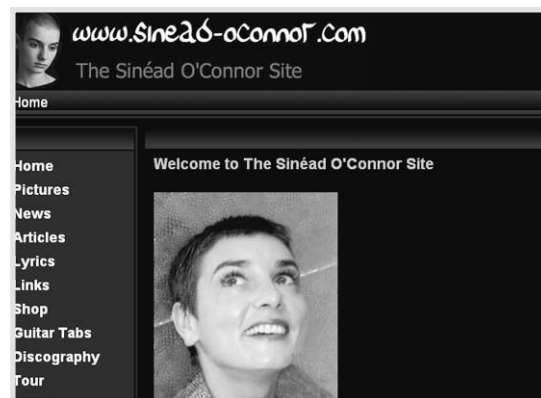 www.sinead-oconnor.com
The Sinéad O'Connor Site
Home
Welcome to The Sinéad O'Connor Site
Home
Pictures
News
Articles
Lyrics
Links
Shop
Guitar Tabs
Discography
Tour